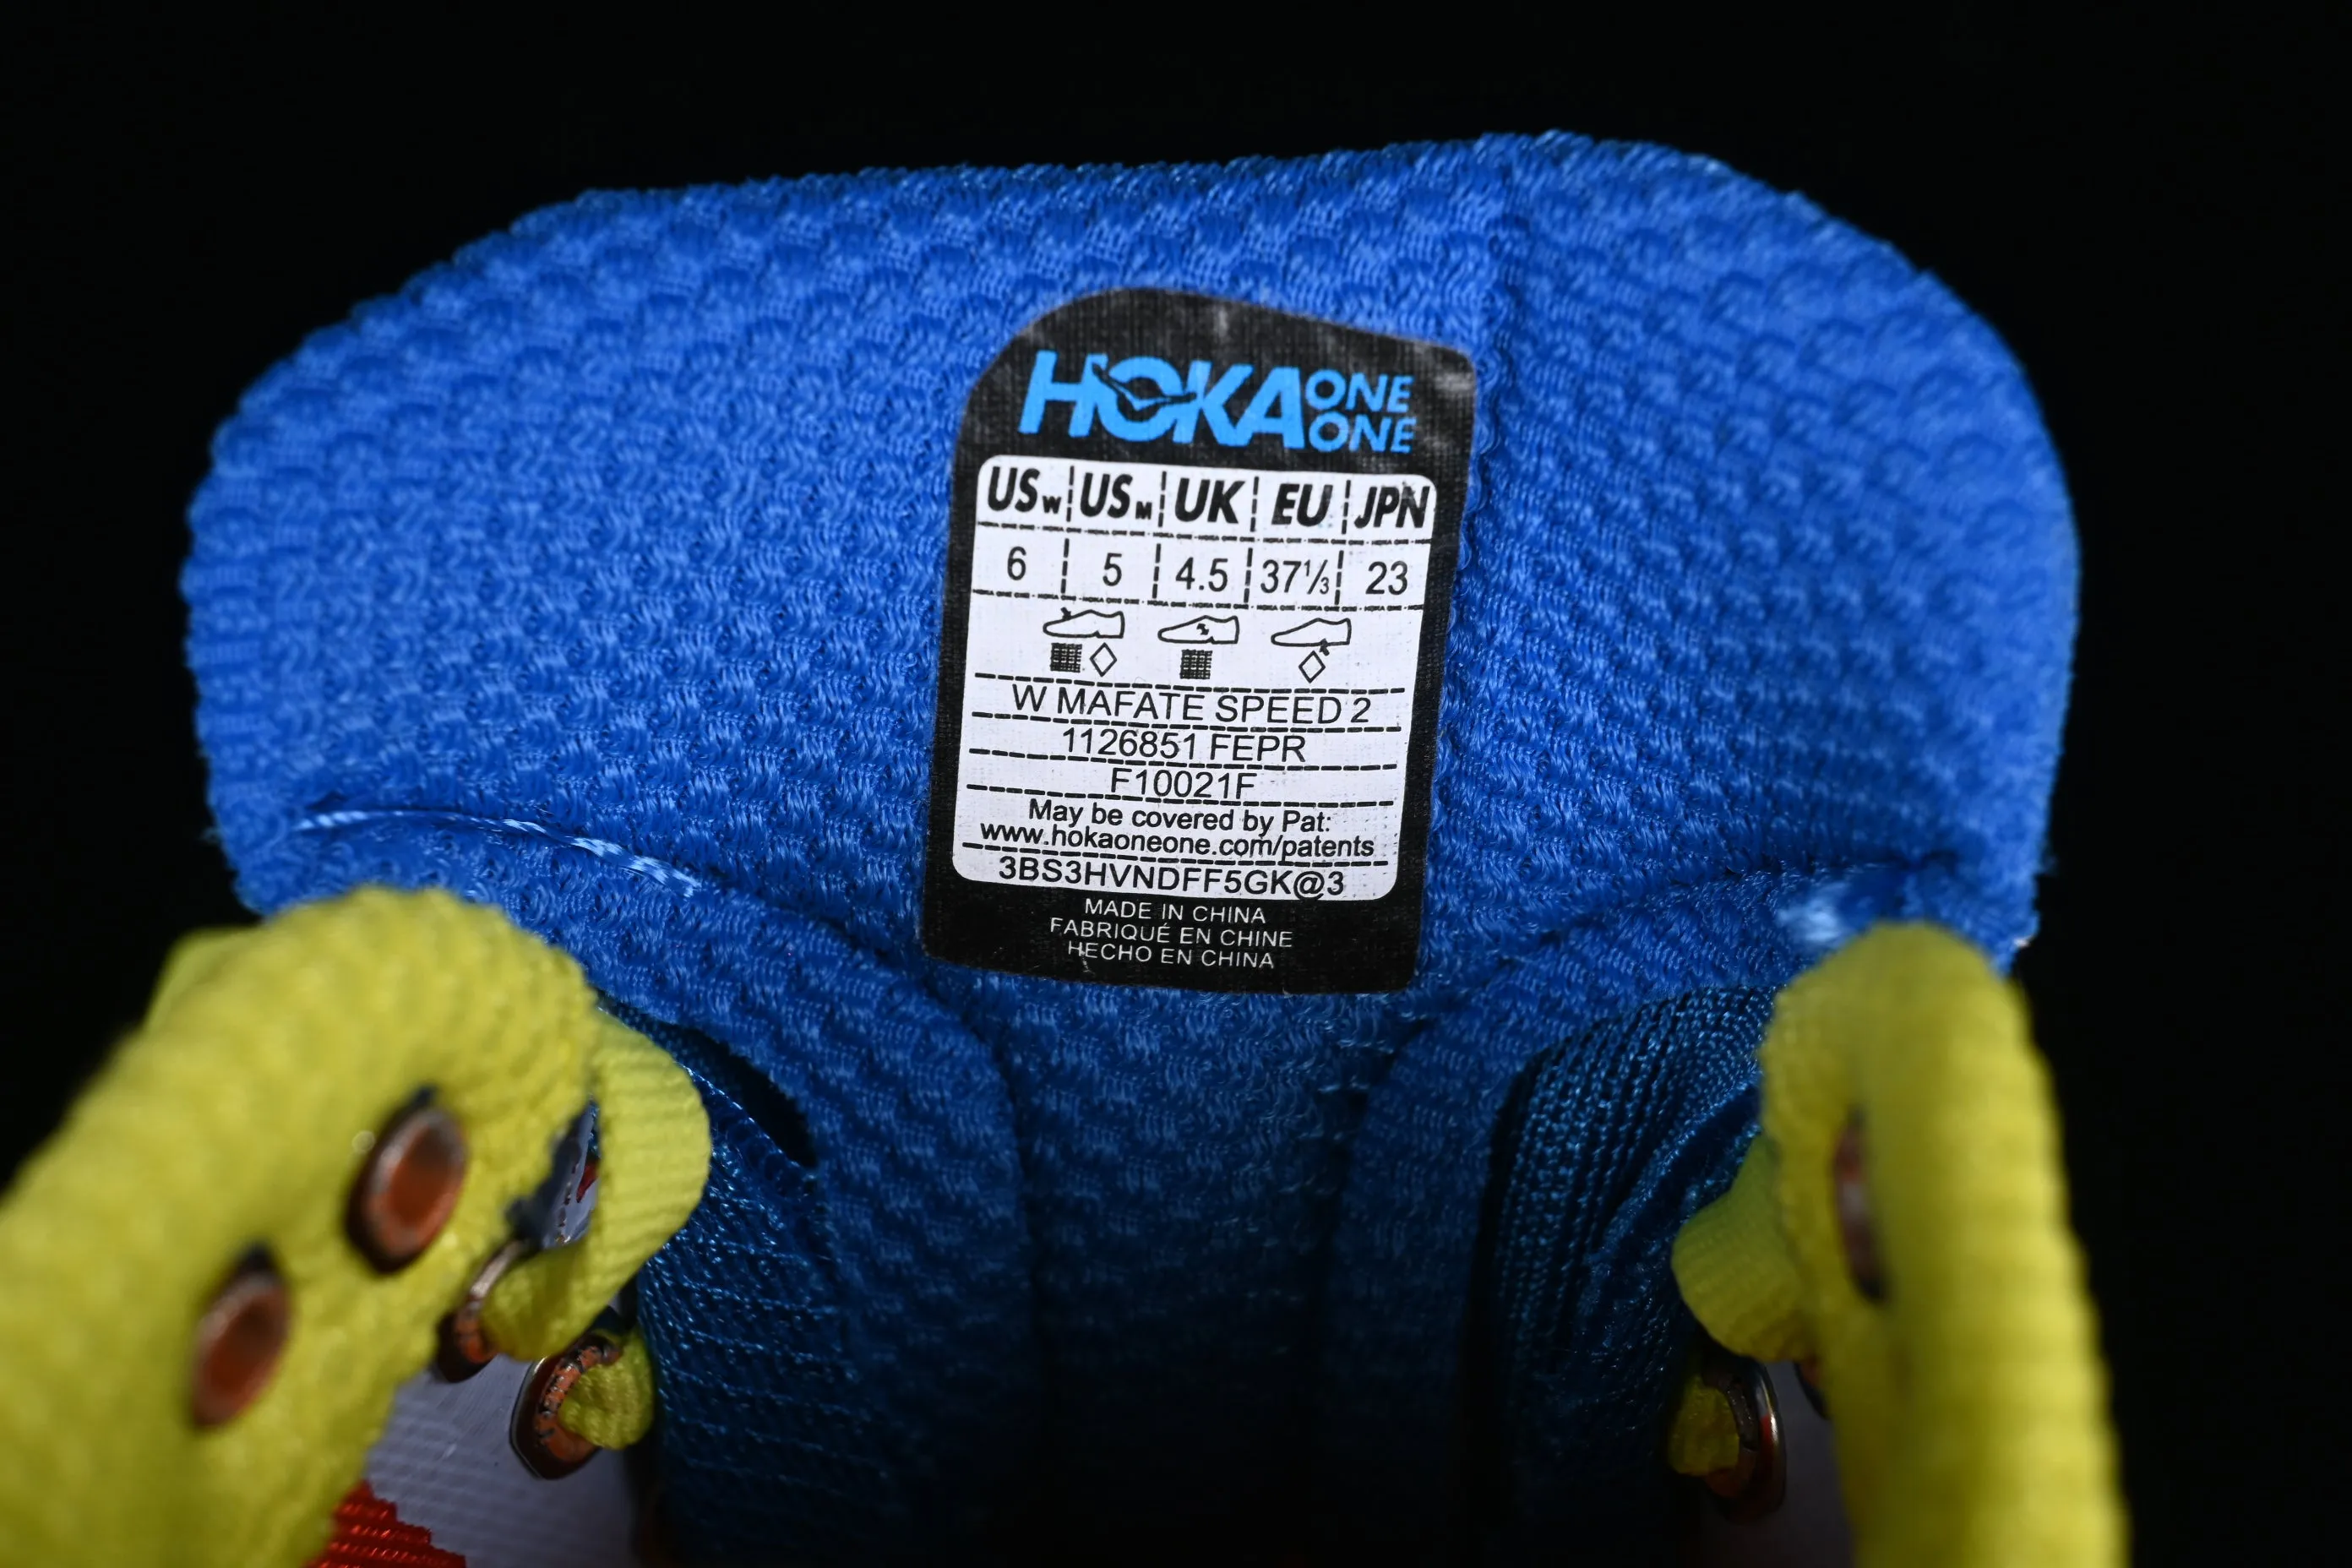 HOKA ONE ONE
USW USM UK EU JPN
6 5 4.5 37⅓ 23
W MAFATE SPEED 2
1126851 FEPR
F10021F
May be covered by Pat:
www.hokaoneone.com/patents
3BS3HVNDFF5GK@3
MADE IN CHINA
FABRIQUÉ EN CHINE
HECHO EN CHINA